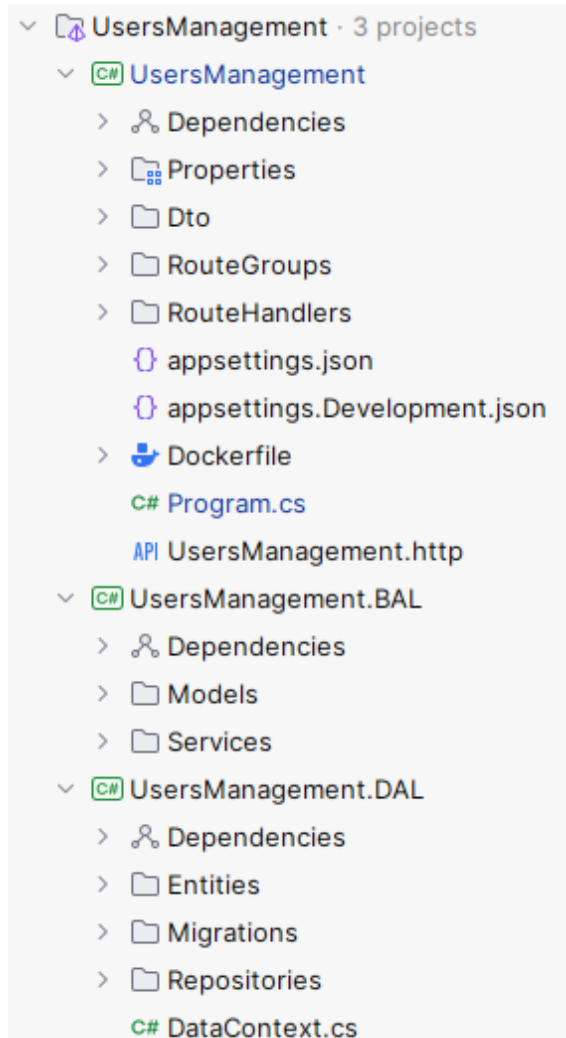 UsersManagement · 3 projects
C# UsersManagement
Dependencies
Properties
Dto
RouteGroups
RouteHandlers
{} appsettings.json
{} appsettings.Development.json
Dockerfile
C# Program.cs
API UsersManagement.http
C# UsersManagement.BAL
Dependencies
Models
Services
C# UsersManagement.DAL
Dependencies
Entities
Migrations
Repositories
C# DataContext.cs